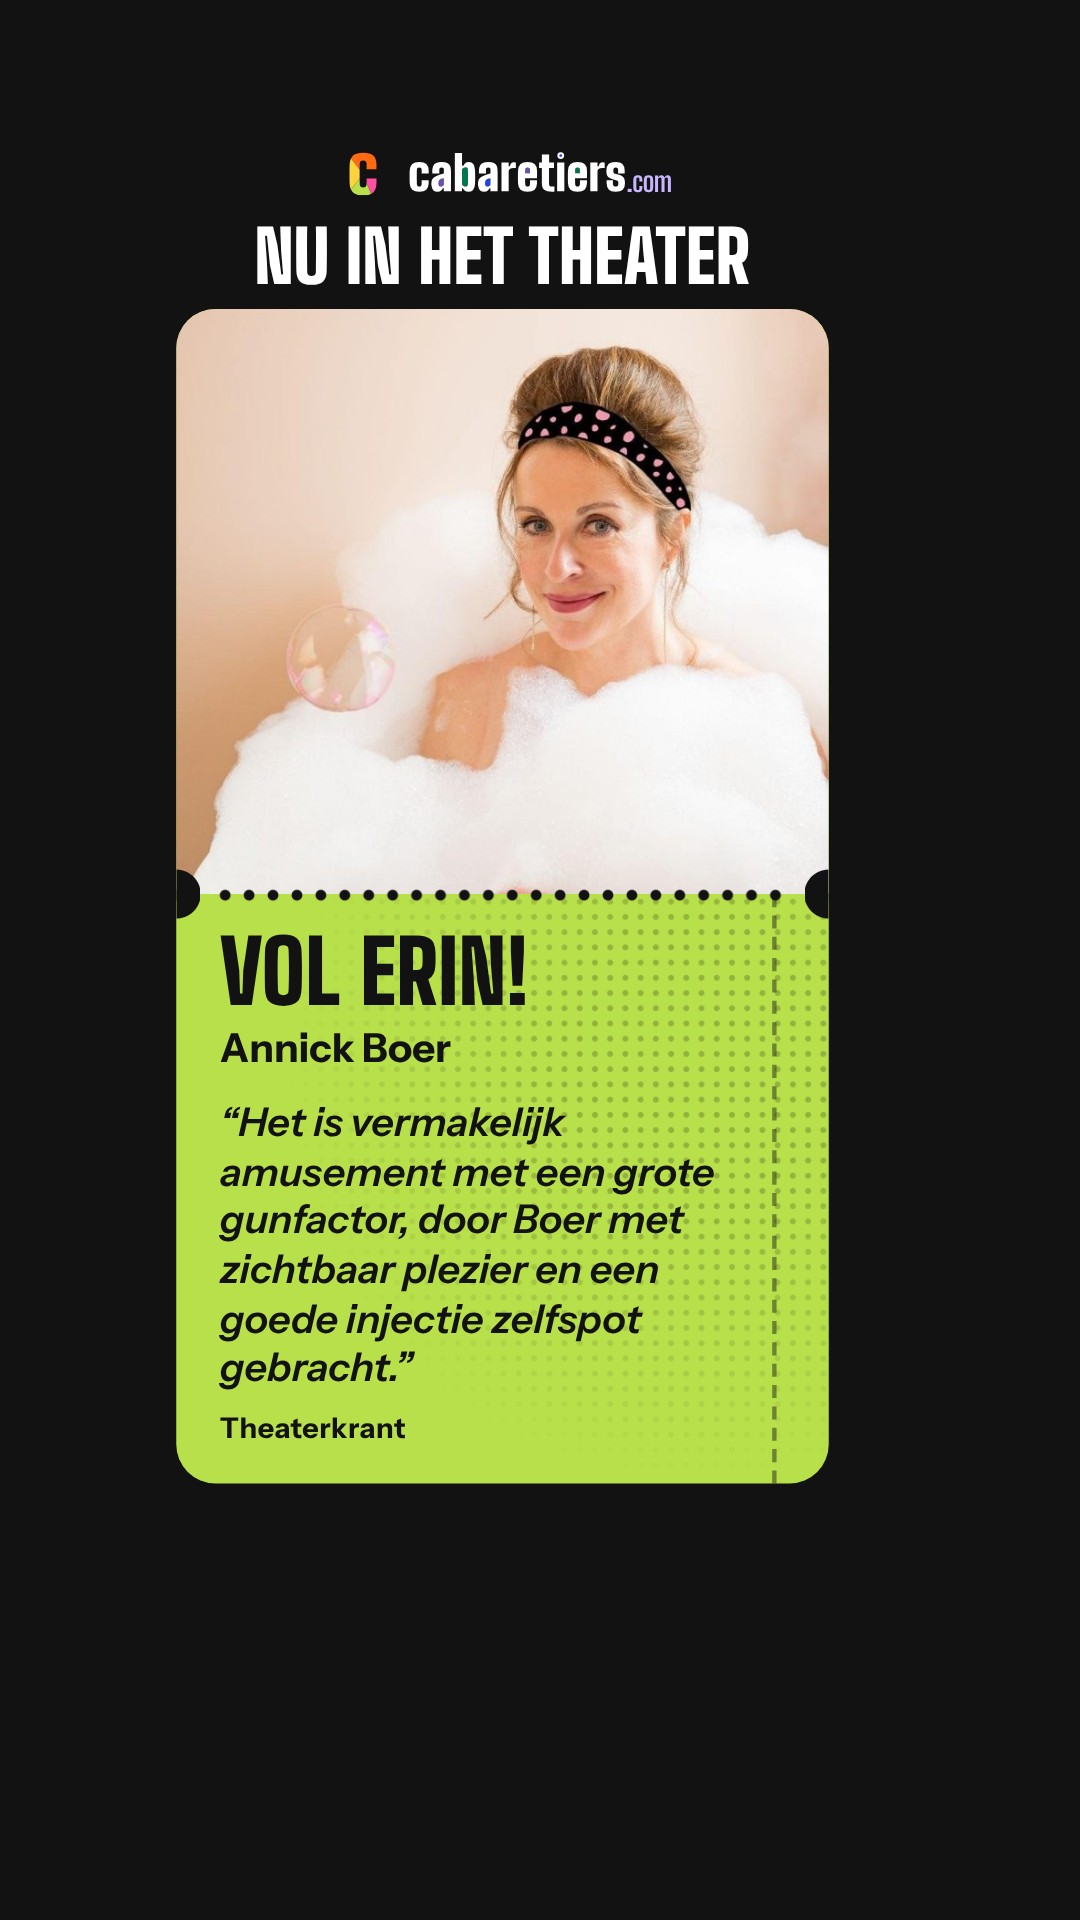 C cabaretiers.com
NU IN HET THEATER
VOL ERIN!
Annick Boer
“Het is vermakelijk
amusement met een grote
gunfactor, door Boer met
zichtbaar plezier en een
goede injectie zelfspot
gebracht.”
Theaterkrant